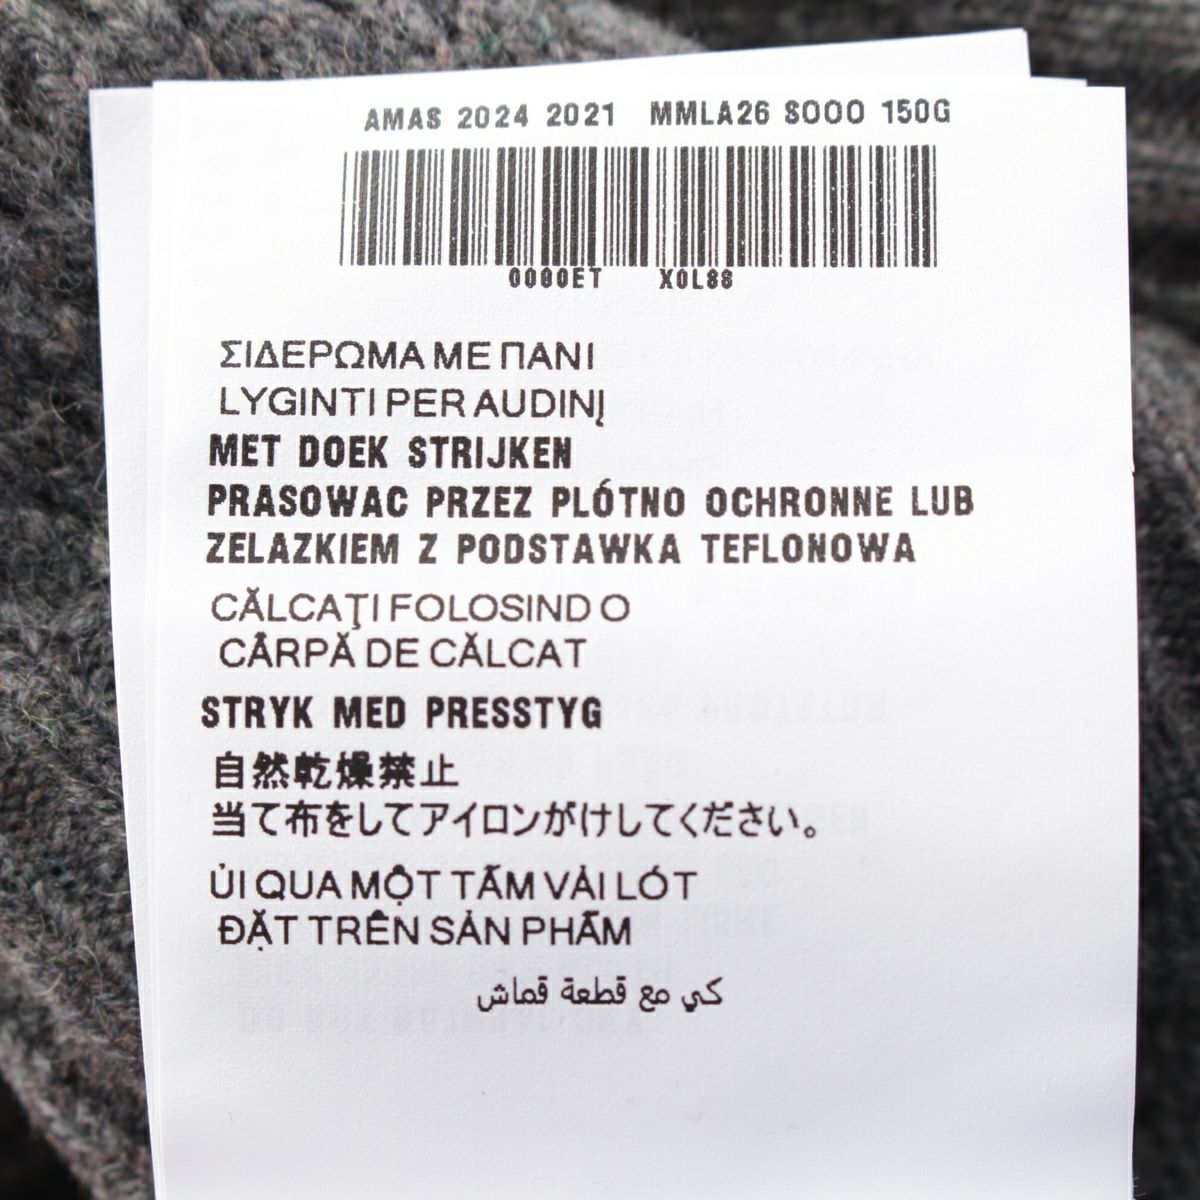 AMAS 2024 2021 MMLA26 S000 150G
0000ET X0L88
ΣΙΔΕΡΩΜΑ ΜΕ ΠΑΝΙ
LYGINTI PER AUDINĮ
MET DOEK STRIJKEN
PRASOWAC PRZEZ PLÓTNO OCHRONNE LUB
ZELAZKIEM Z PODSTAWKA TEFLONOWA
CĂLCAŢI FOLOSIND O
CÂRPĂ DE CĂLCAT
STRYK MED PRESSTYG
自然乾燥禁止
当て布をしてアイロンがけしてください。
ỦI QUA MỘT TẤM VẢI LÓT
ĐẶT TRÊN SẢN PHẨM
كي مع قطعة قماش